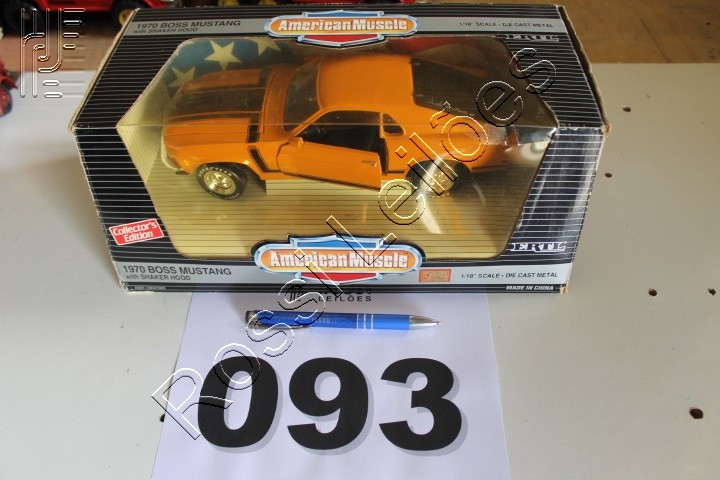 1970 BOSS MUSTANG
with SHAKER HOOD
American Muscle
1/18" SCALE - DIE CAST METAL
ERTL
Collector's
Edition
1970 BOSS MUSTANG
with SHAKER HOOD
American Muscle
1/18" SCALE - DIE CAST METAL
ERTL
MADE IN CHINA
LEILÕES
093
Rossi Leilões